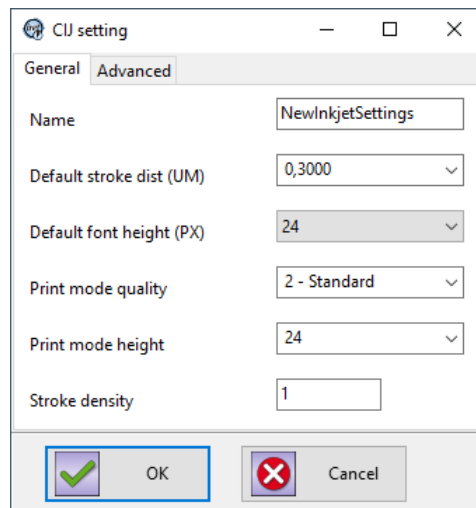 CIJ setting
General Advanced
Name NewInkjetSettings
Default stroke dist (UM) 0,3000
Default font height (PX) 24
Print mode quality 2 - Standard
Print mode height 24
Stroke density 1
OK Cancel